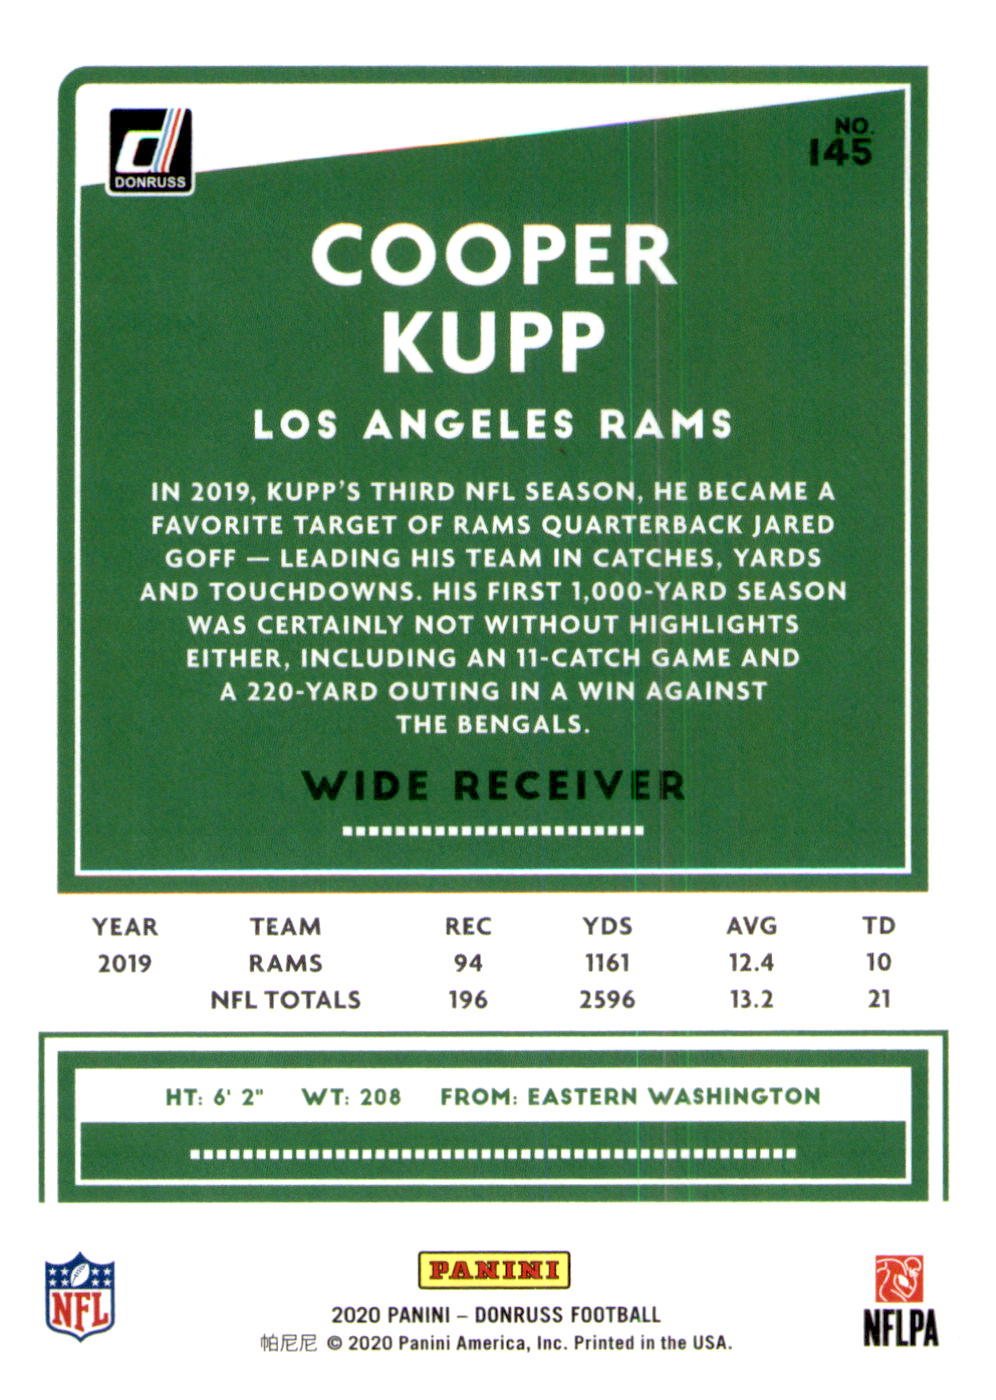 DONRUSS
NO.
145
COOPER
KUPP
LOS ANGELES RAMS
IN 2019, KUPP'S THIRD NFL SEASON, HE BECAME A
FAVORITE TARGET OF RAMS QUARTERBACK JARED
GOFF — LEADING HIS TEAM IN CATCHES, YARDS
AND TOUCHDOWNS. HIS FIRST 1,000-YARD SEASON
WAS CERTAINLY NOT WITHOUT HIGHLIGHTS
EITHER, INCLUDING AN 11-CATCH GAME AND
A 220-YARD OUTING IN A WIN AGAINST
THE BENGALS.
WIDE RECEIVER
YEAR TEAM REC YDS AVG TD
2019 RAMS 94 1161 12.4 10
NFL TOTALS 196 2596 13.2 21
HT: 6' 2" WT: 208 FROM: EASTERN WASHINGTON
NFL
PANINI
2020 PANINI – DONRUSS FOOTBALL
帕尼尼 © 2020 Panini America, Inc. Printed in the USA.
NFLPA